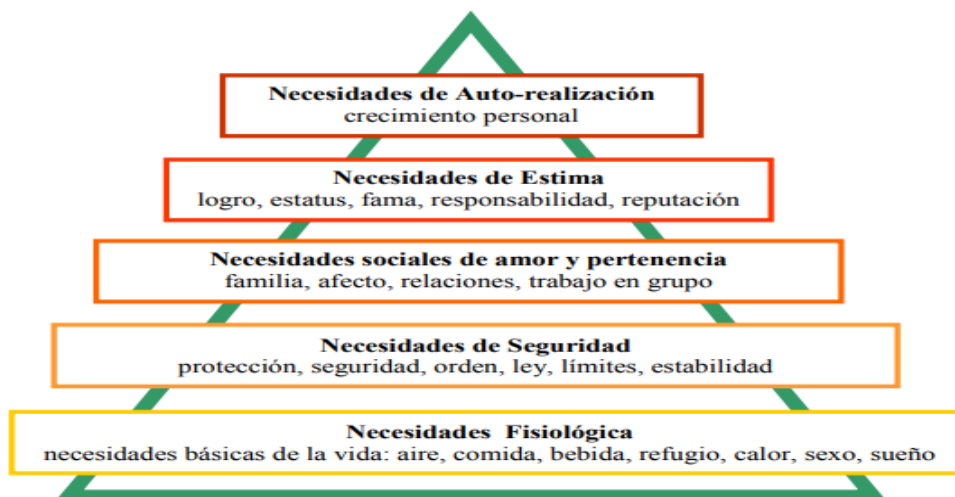 Necesidades de Auto-realización
crecimiento personal
Necesidades de Estima
logro, estatus, fama, responsabilidad, reputación
Necesidades sociales de amor y pertenencia
familia, afecto, relaciones, trabajo en grupo
Necesidades de Seguridad
protección, seguridad, orden, ley, límites, estabilidad
Necesidades Fisiológica
necesidades básicas de la vida: aire, comida, bebida, refugio, calor, sexo, sueño